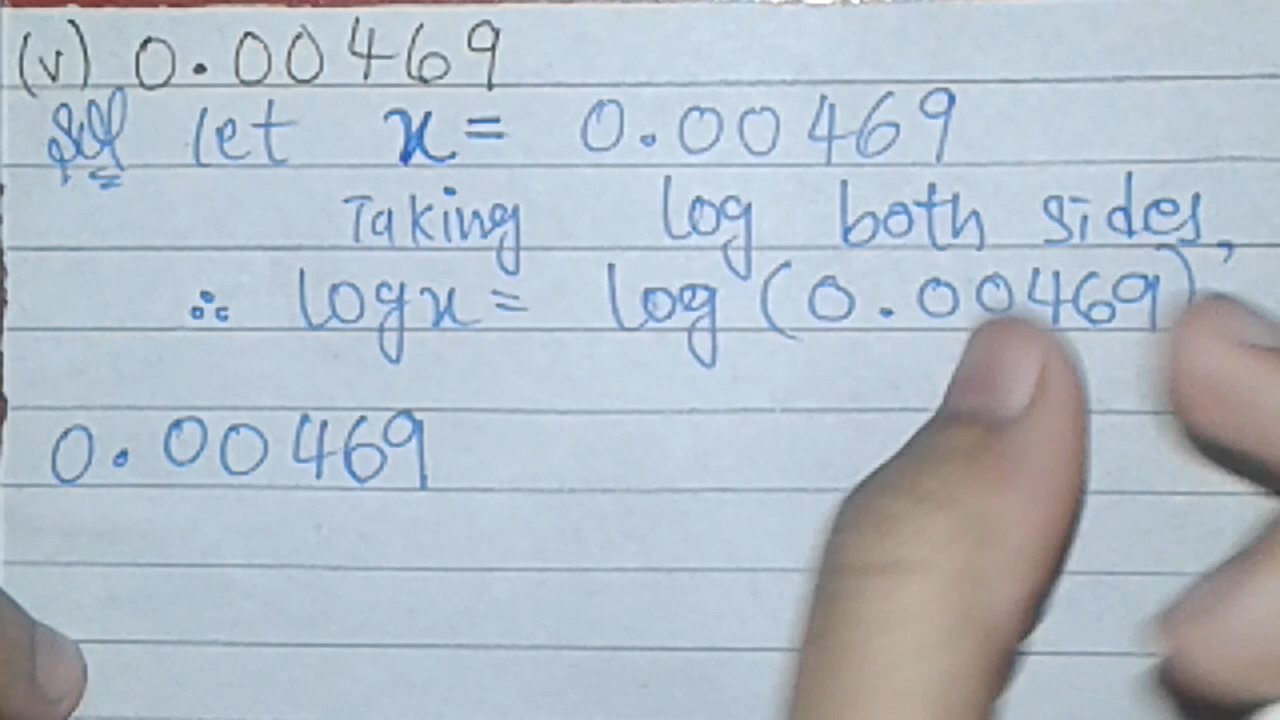 (v) 0.00469
Sol let x = 0.00469
Taking log both sides,
∴ log x = log (0.00469)
0.00469